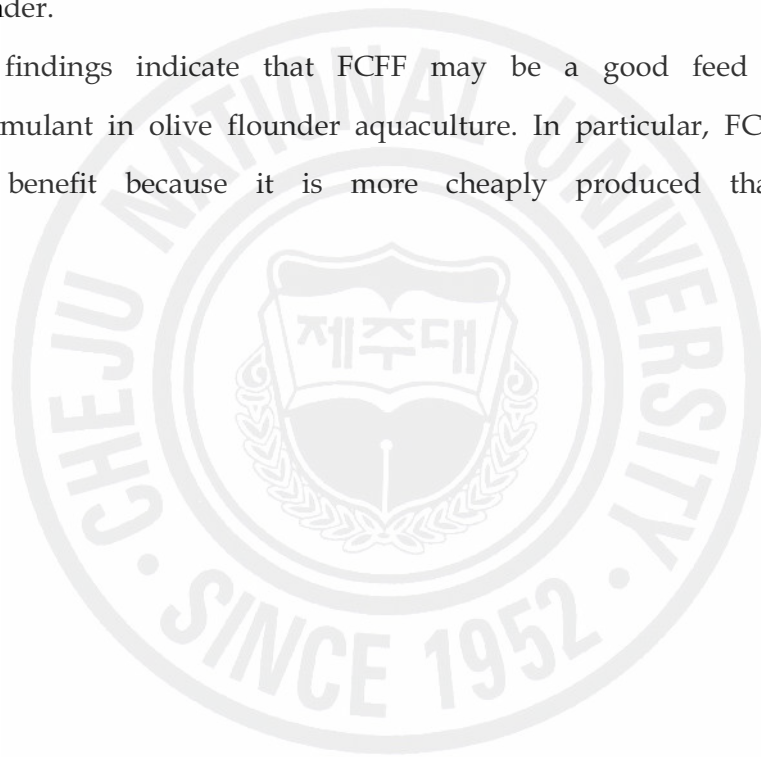 nder.
findings indicate that FCFF may be a good feed
mulant in olive flounder aquaculture. In particular, FC
benefit because it is more cheaply produced tha
CHEJU NATIONAL UNIVERSITY
제주대
· SINCE 1952 ·